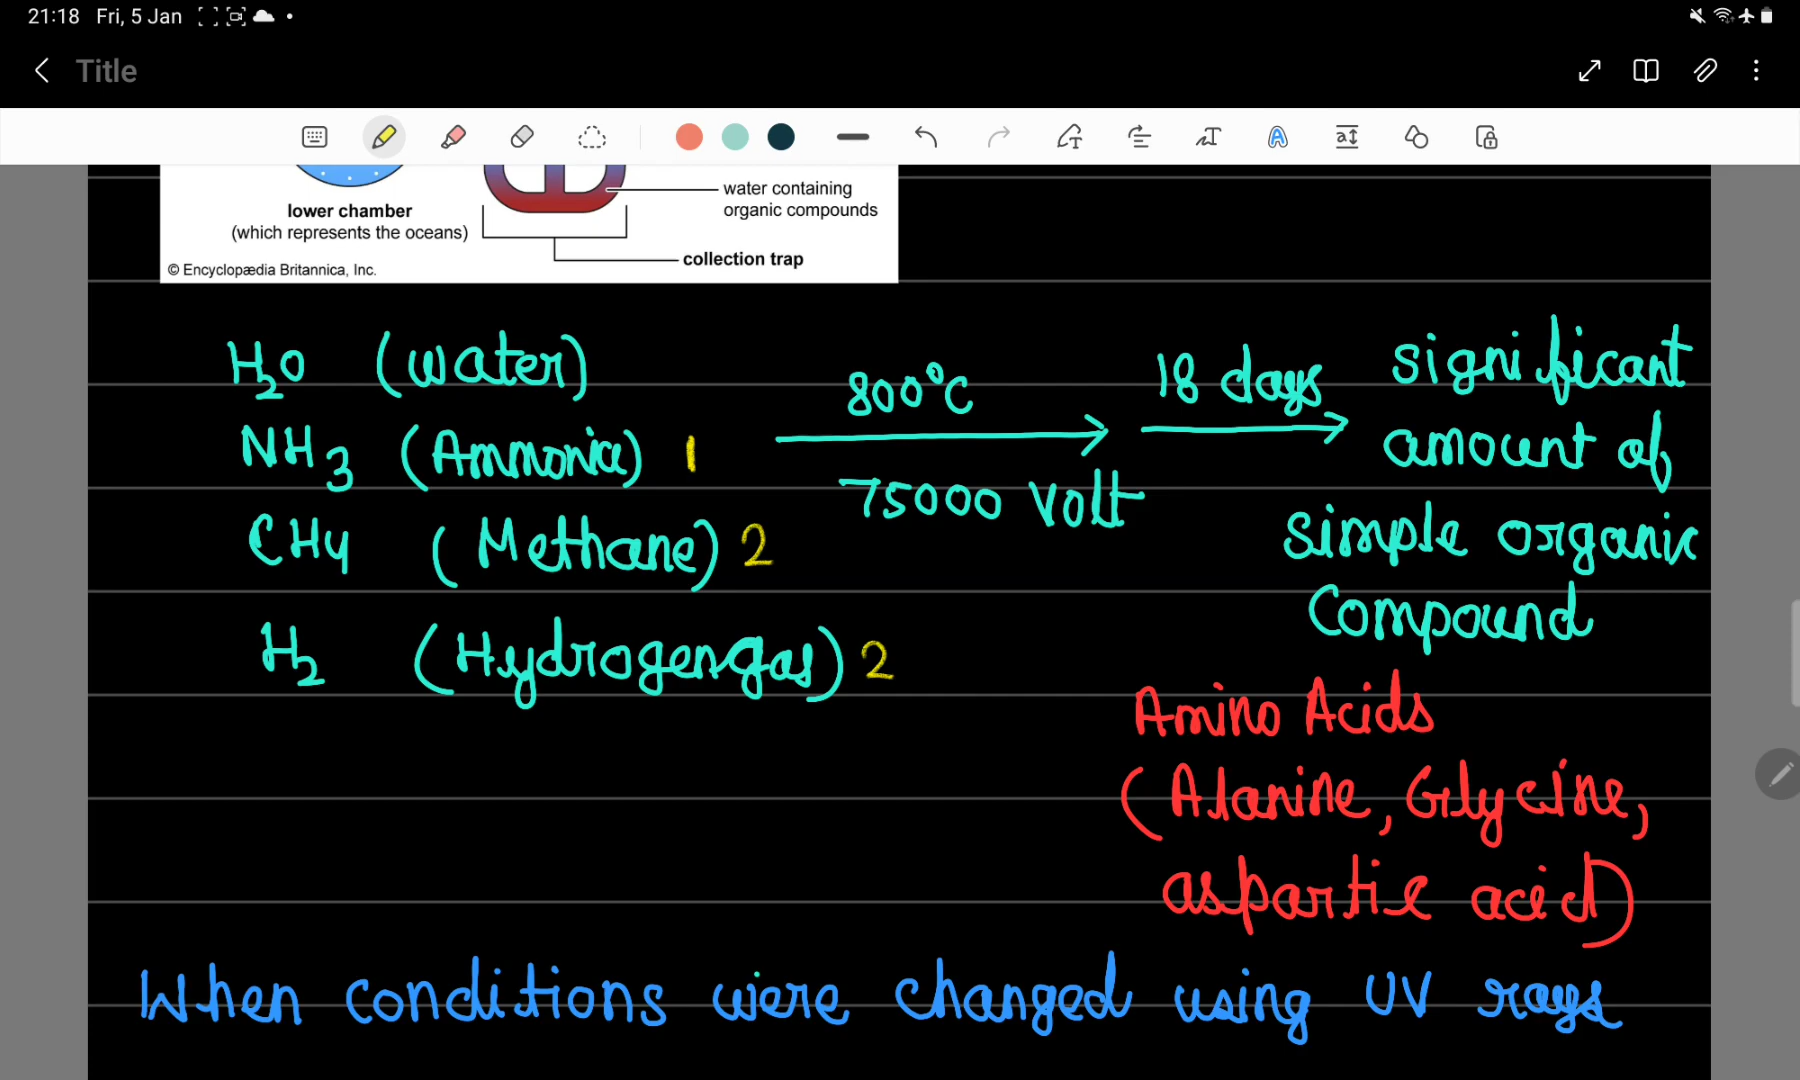 21:18 Fri, 5 Jan
Title
water containing
organic compounds
lower chamber
(which represents the oceans)
collection trap
© Encyclopædia Britannica, Inc.
H2O (Water)
NH3 (Ammonia) 1
CH4 (Methane) 2
H2 (Hydrogen gas) 2
800°C
75000 Volt
18 days
significant
amount of
simple organic
Compound
Amino Acids
(Alanine, Glycine,
aspartic acid)
When conditions were changed using UV rays